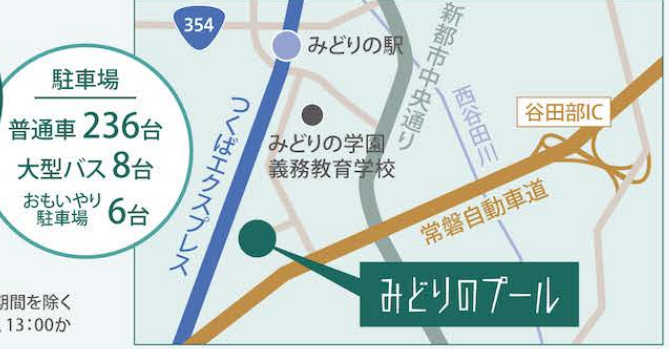 駐車場
普通車 236台
大型バス 8台
おもいやり
駐車場 6台
期間を除く
13:00か
354
みどりの駅
つくばエクスプレス
みどりの学園
義務教育学校
新都市中央通り
西谷田川
谷田部IC
常磐自動車道
みどりのプール